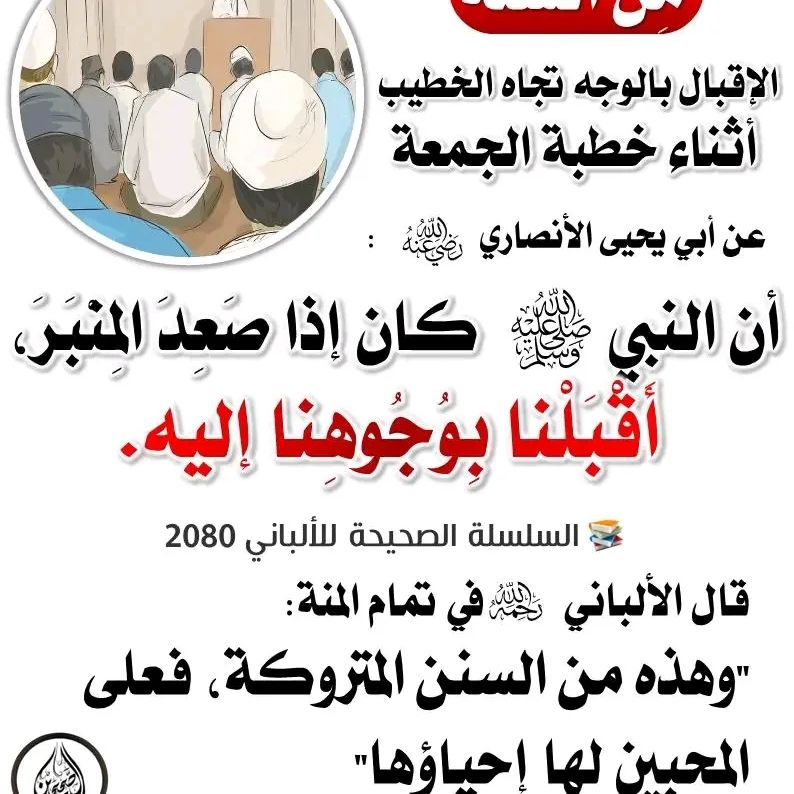 من السنة
الإقبال بالوجه تجاه الخطيب
أثناء خطبة الجمعة
عن أبي يحيى الأنصاري رضي الله عنه :
أن النبي صلى الله عليه وسلم كان إذا صَعِدَ المِنْبَرَ،
أَقْبَلْنا بِوُجُوهِنا إليه.
السلسلة الصحيحة للألباني 2080
قال الألباني رحمه الله في تمام المنة:
"وهذه من السنن المتروكة، فعلى
المحبين لها إحياؤها"